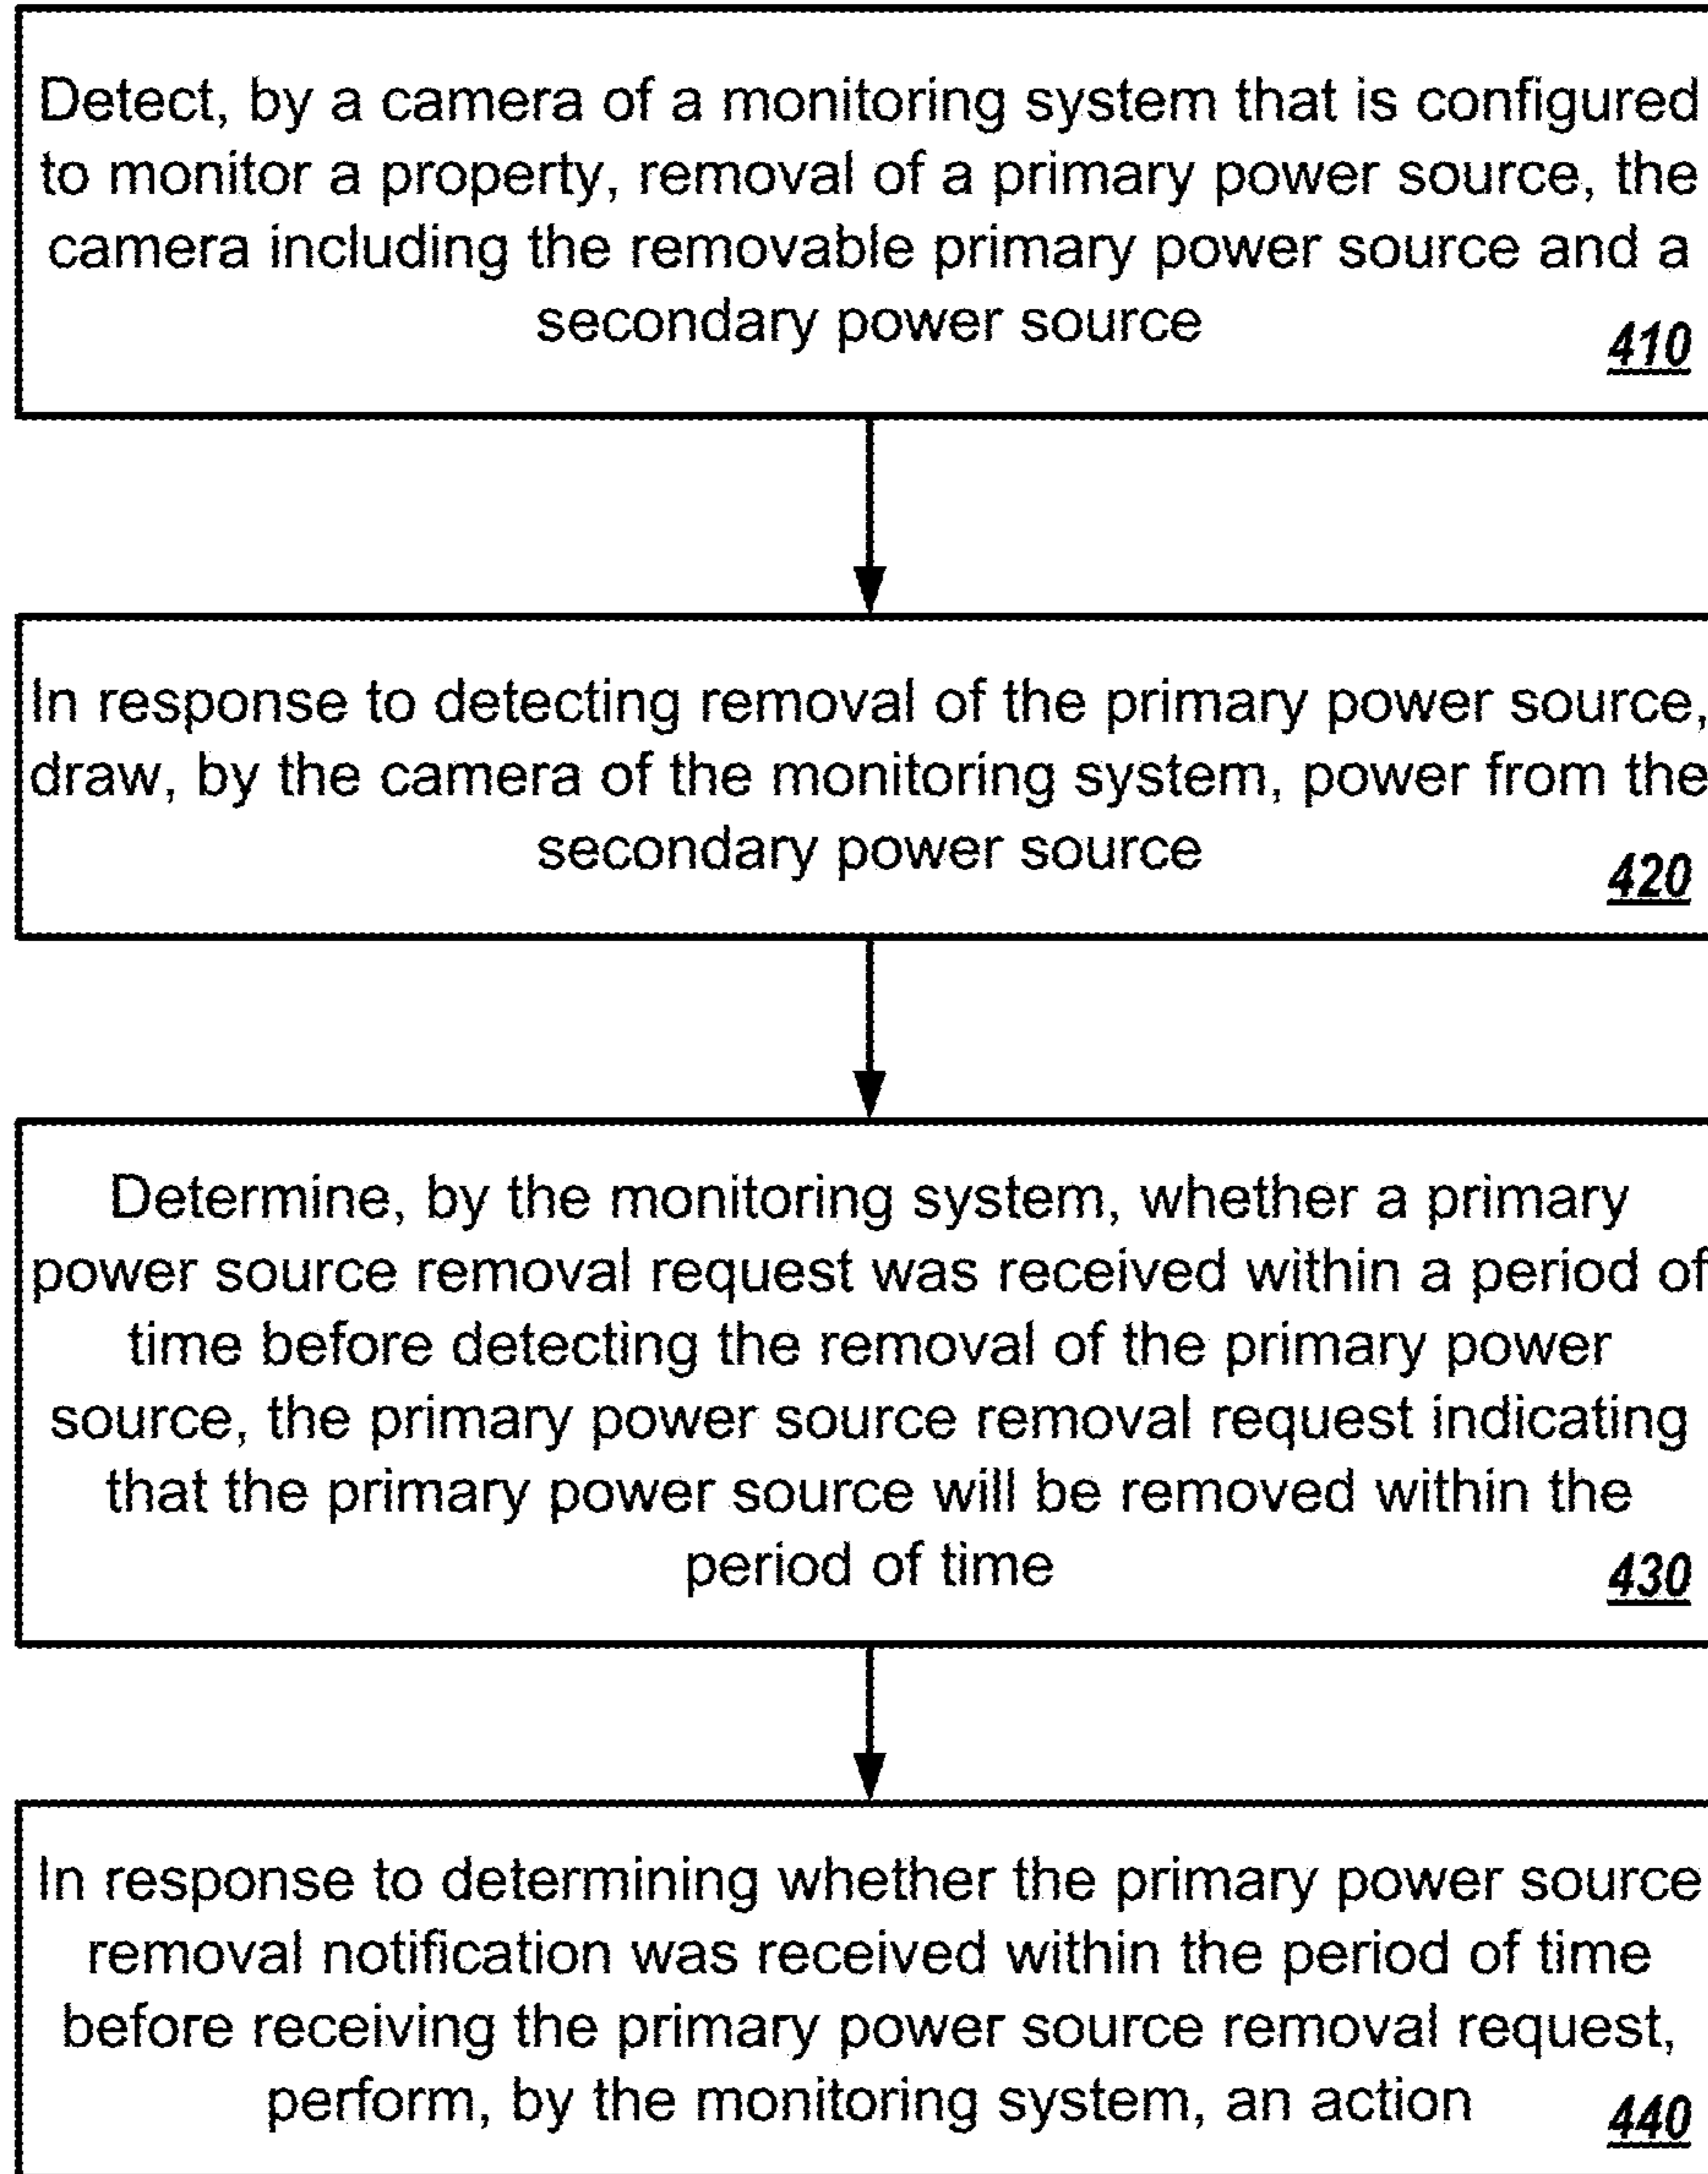 Detect, by a camera of a monitoring system that is configured
to monitor a property, removal of a primary power source, the
camera including the removable primary power source and a
secondary power source
410
In response to detecting removal of the primary power source,
draw, by the camera of the monitoring system, power from the
secondary power source
420
Determine, by the monitoring system, whether a primary
power source removal request was received within a period of
time before detecting the removal of the primary power
source, the primary power source removal request indicating
that the primary power source will be removed within the
period of time
430
In response to determining whether the primary power source
removal notification was received within the period of time
before receiving the primary power source removal request,
perform, by the monitoring system, an action
440